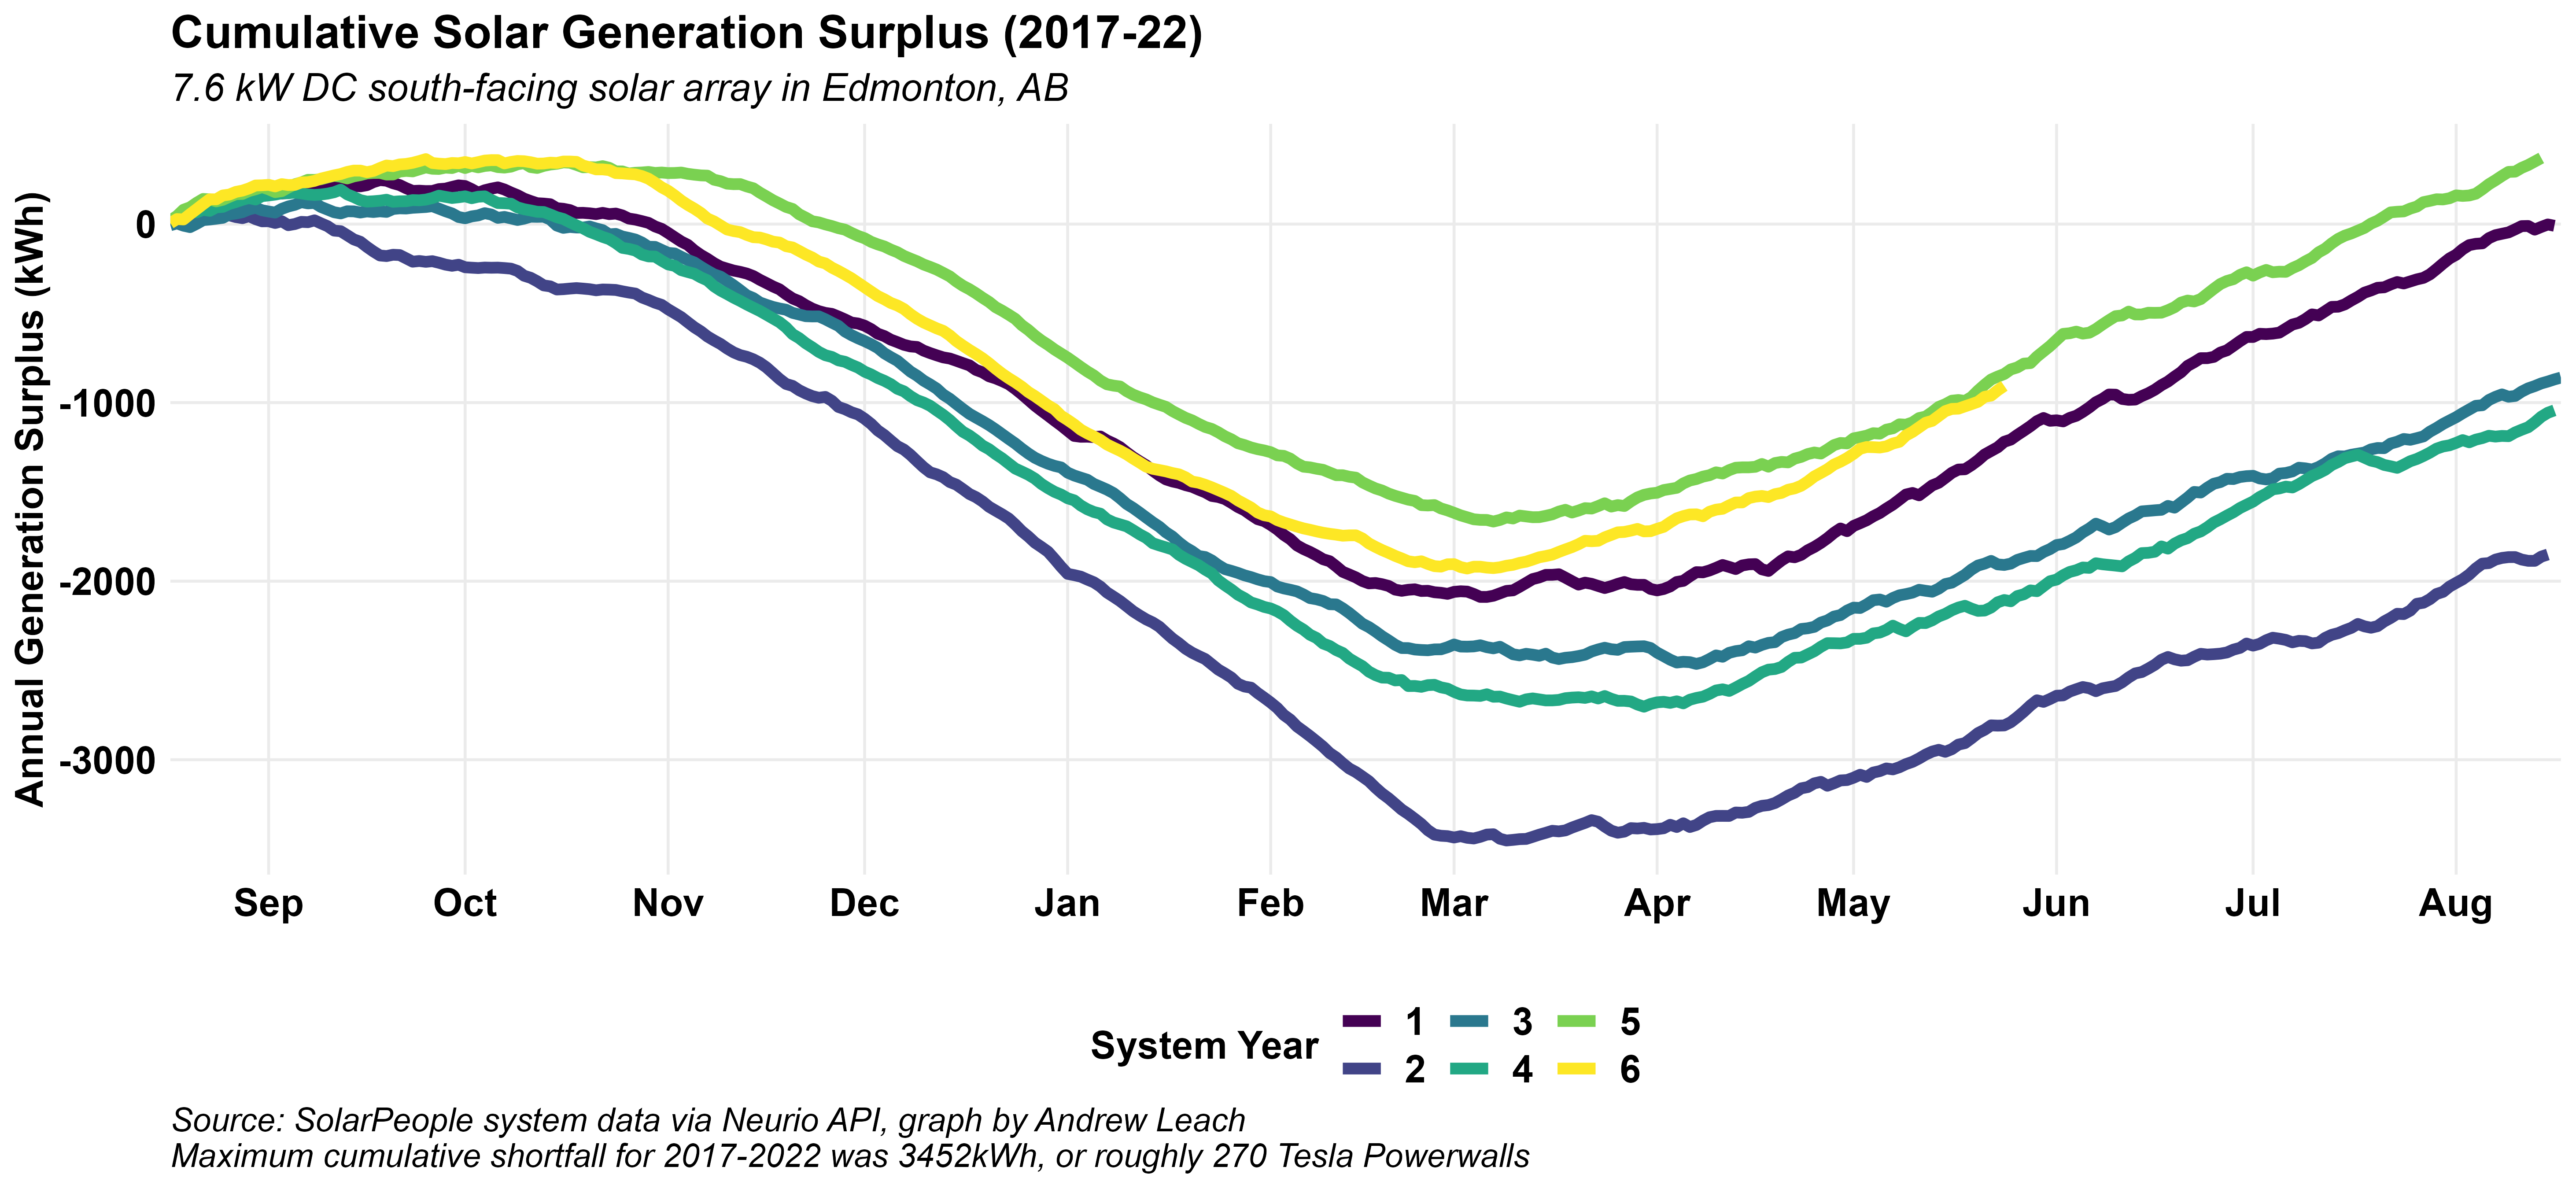 Cumulative Solar Generation Surplus (2017-22)
7.6 kW DC south-facing solar array in Edmonton, AB
Annual Generation Surplus (kWh)
0
-1000
-2000
-3000
Sep Oct Nov Dec Jan Feb Mar Apr May Jun Jul Aug
System Year
1 3 5
2 4 6
Source: SolarPeople system data via Neurio API, graph by Andrew Leach
Maximum cumulative shortfall for 2017-2022 was 3452kWh, or roughly 270 Tesla Powerwalls